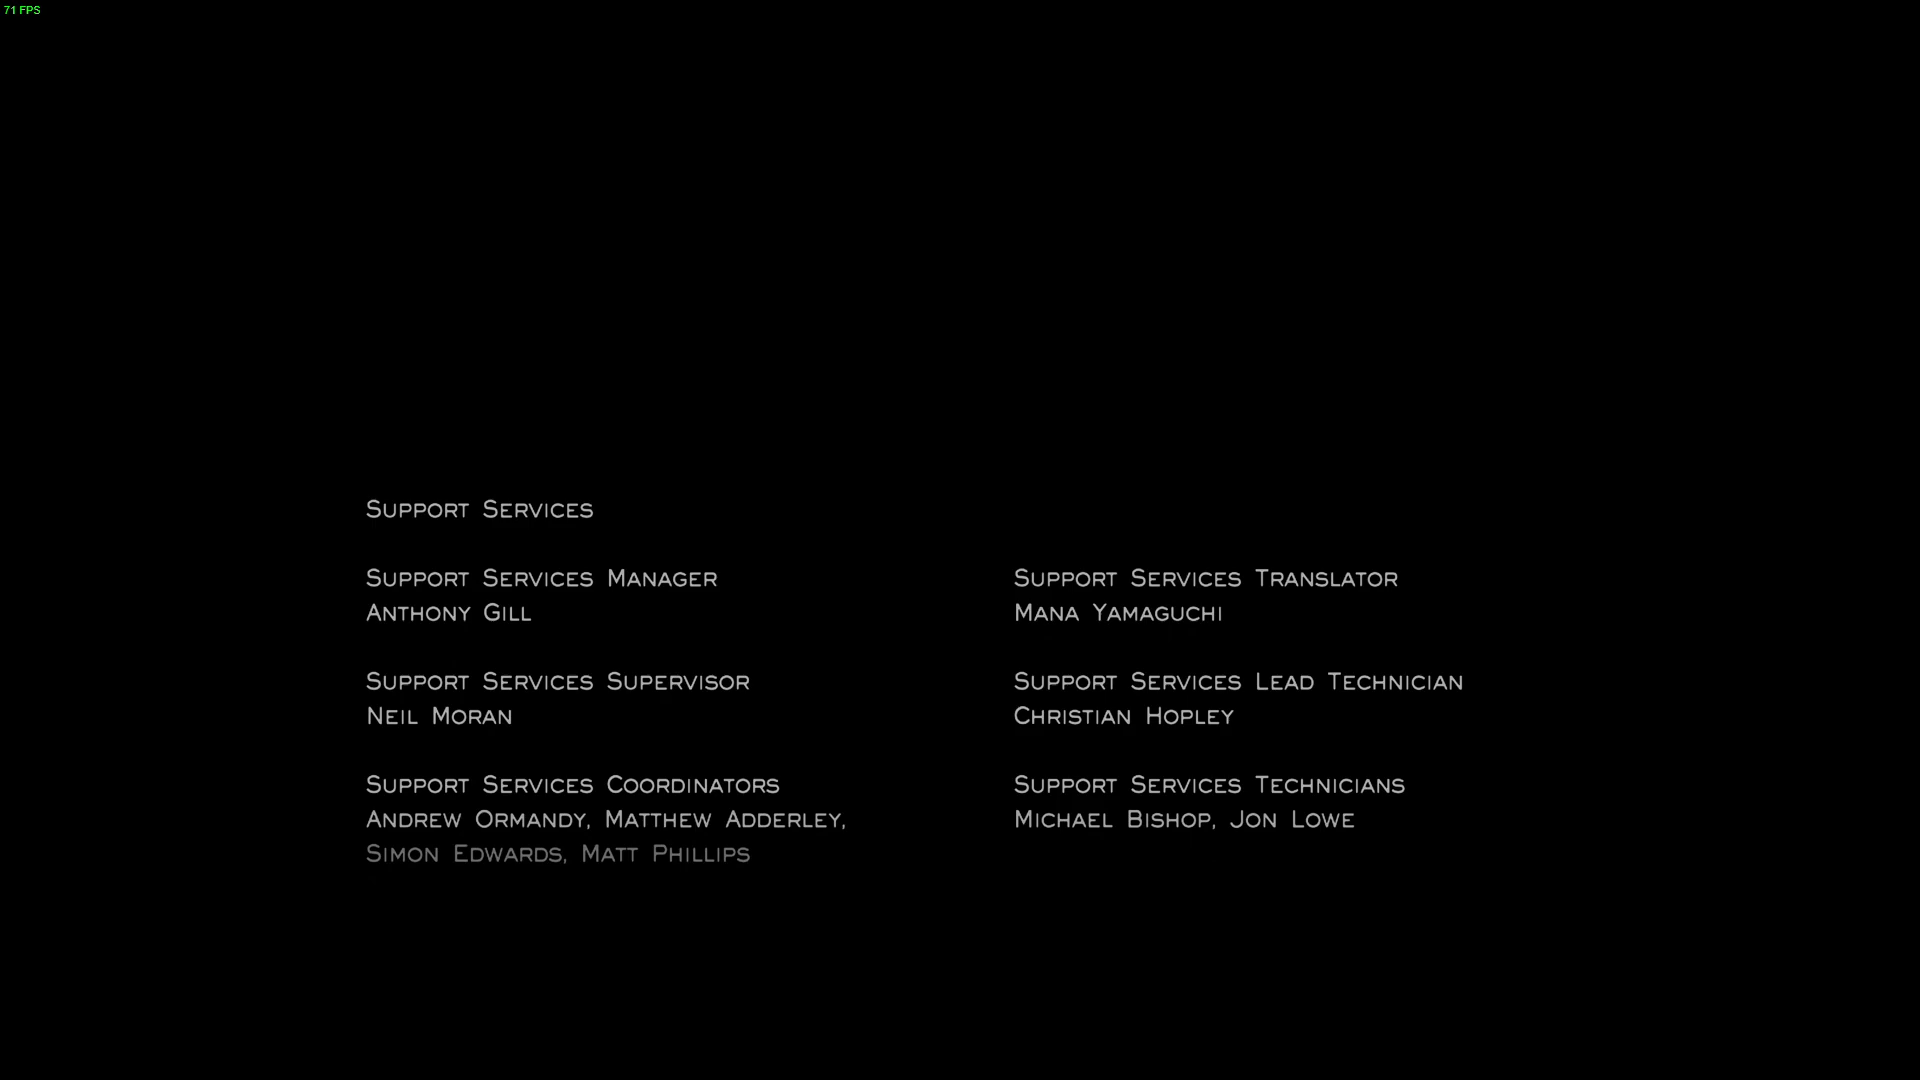 71 FPS
Support Services
Support Services Manager
Anthony Gill
Support Services Supervisor
Neil Moran
Support Services Coordinators
Andrew Ormandy, Matthew Adderley,
Simon Edwards, Matt Phillips
Support Services Translator
Mana Yamaguchi
Support Services Lead Technician
Christian Hopley
Support Services Technicians
Michael Bishop, Jon Lowe